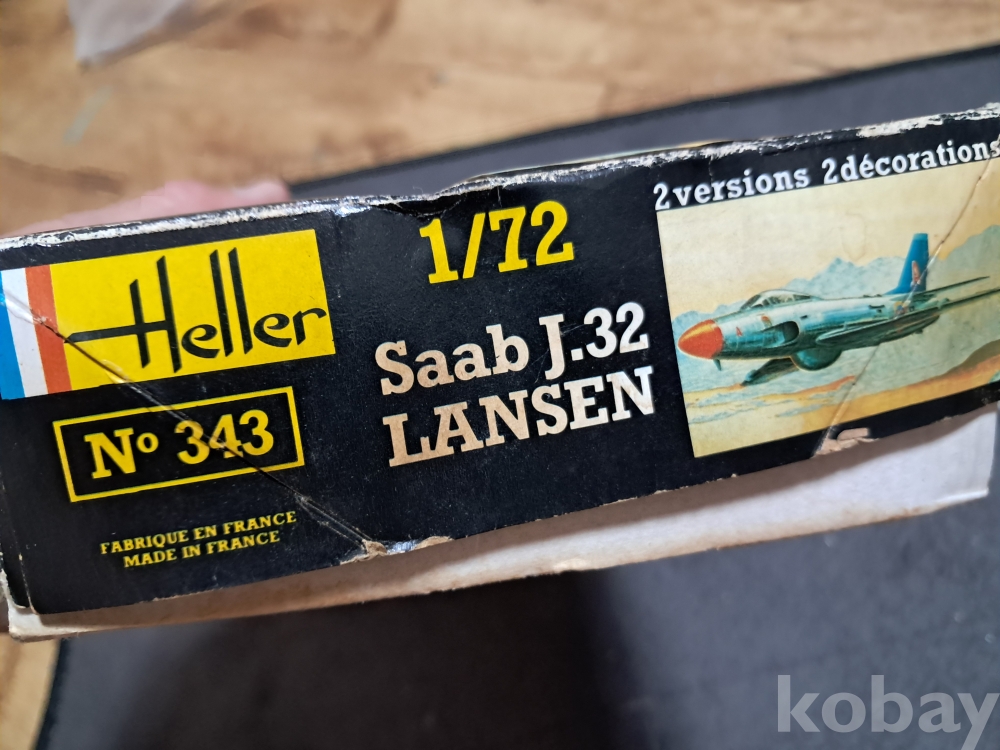 Heller
No 343
FABRIQUE EN FRANCE
MADE IN FRANCE
1/72
Saab J.32
LANSEN
2versions 2décorations
kobay